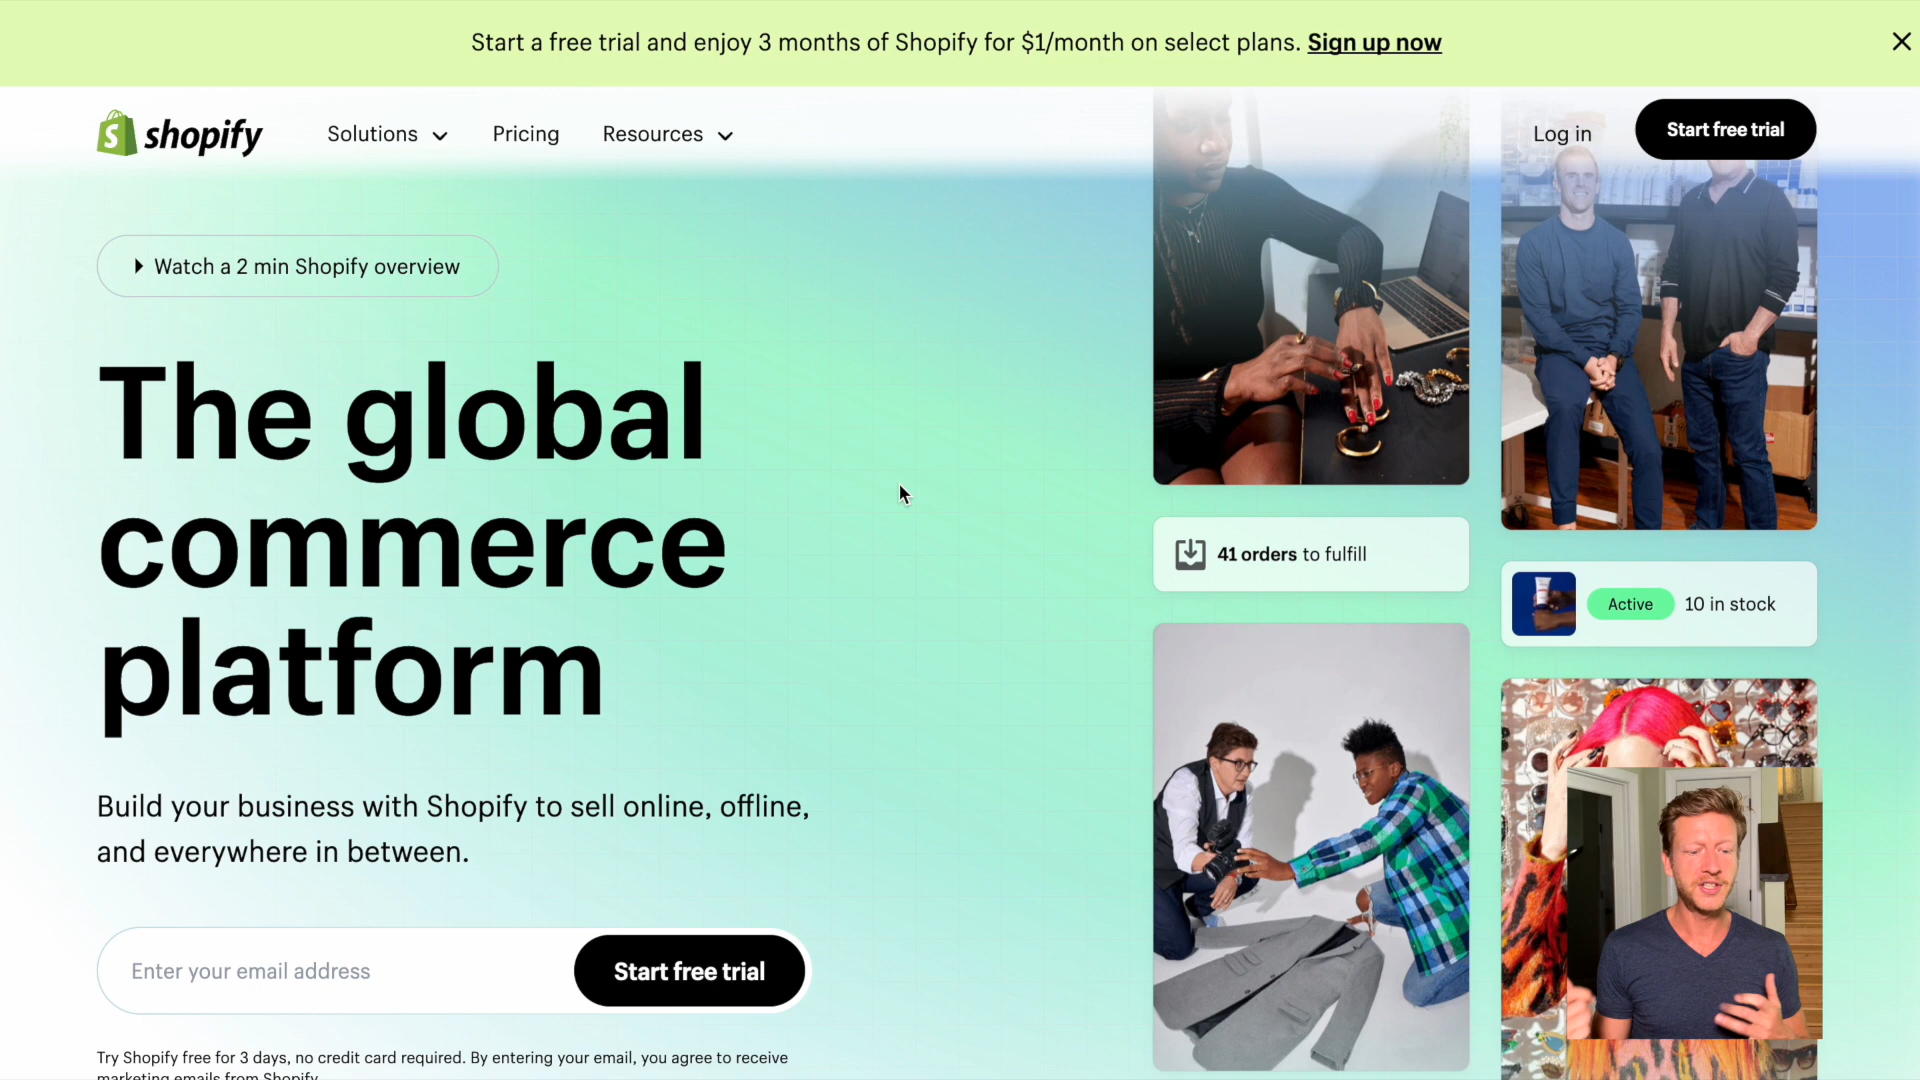 Start a free trial and enjoy 3 months of Shopify for $1/month on select plans. Sign up now
shopify
Solutions
Pricing
Resources
Log in
Start free trial
Watch a 2 min Shopify overview
The global
commerce
platform
Build your business with Shopify to sell online, offline,
and everywhere in between.
Enter your email address
Start free trial
Try Shopify free for 3 days, no credit card required. By entering your email, you agree to receive
marketing emails from Shopify.
41 orders to fulfill
Active
10 in stock